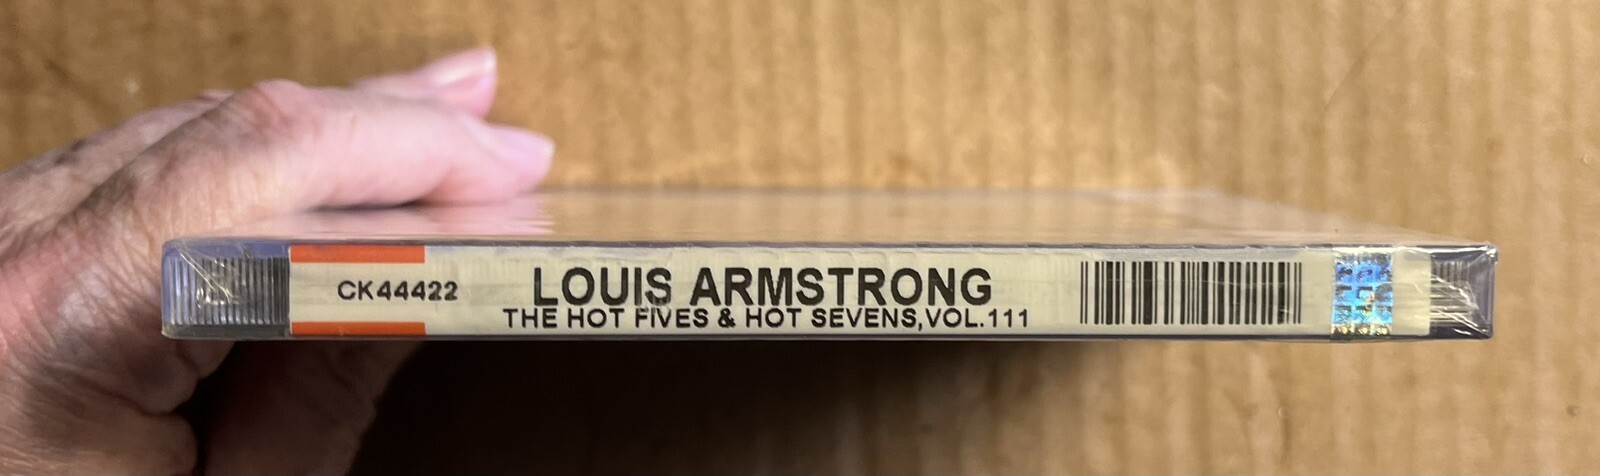 CK44422
LOUIS ARMSTRONG
THE HOT FIVES & HOT SEVENS,VOL.111